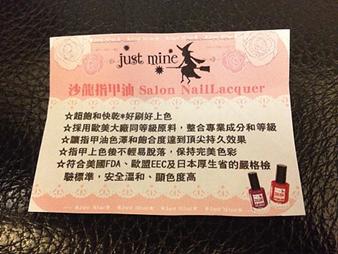 just mine
沙龍指甲油 Salon NailLacquer
☆超飽和快乾*好刷好上色
☆採用歐美大廠同等級原料，整合專業成分和等級
☆讓指甲油色澤和飽合度達到頂尖持久效果
☆指甲上色後不輕易脫落，保持完美色彩
☆符合美國FDA、歐盟EEC及日本厚生省的嚴格檢
驗標準，安全溫和、顯色度高